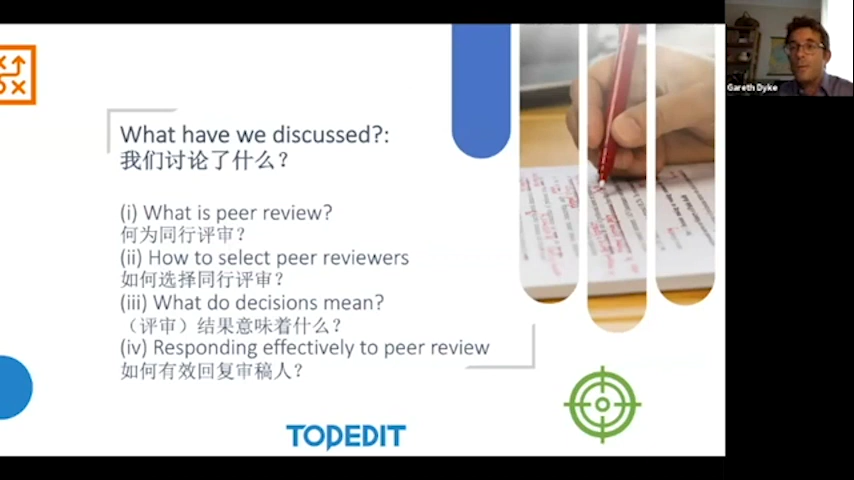 What have we discussed?:
我们讨论了什么？
(i) What is peer review?
何为同行评审？
(ii) How to select peer reviewers
如何选择同行评审？
(iii) What do decisions mean?
（评审）结果意味着什么？
(iv) Responding effectively to peer review
如何有效回复审稿人？
TOPEDIT
Gareth Dyke